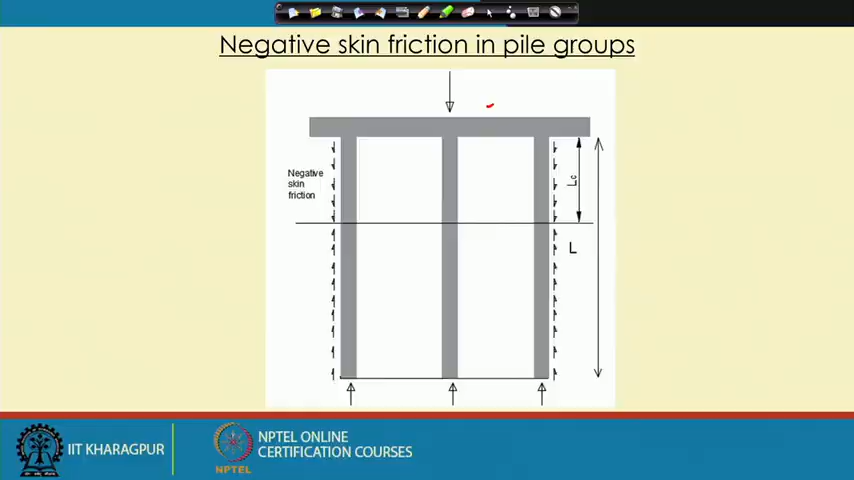 Negative skin friction in pile groups
Negative
skin
friction
Lc
L
IIT KHARAGPUR
NPTEL
NPTEL ONLINE
CERTIFICATION COURSES